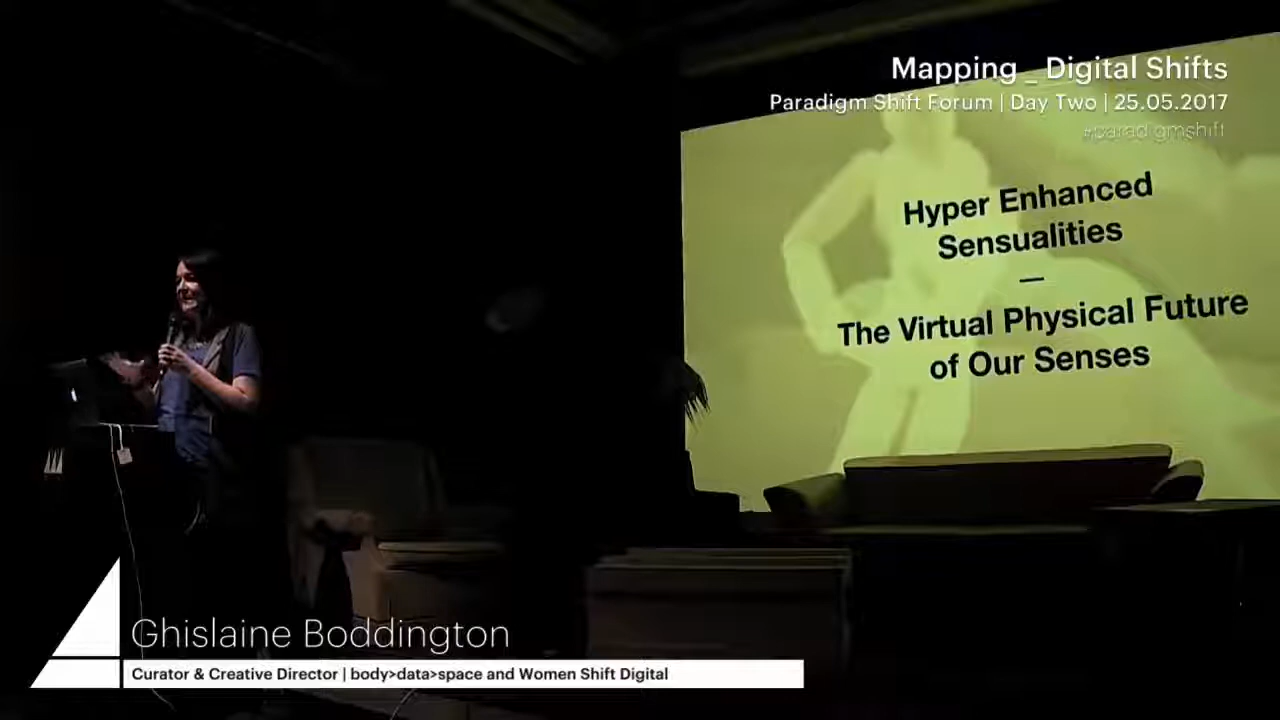 Mapping _ Digital Shifts
Paradigm Shift Forum | Day Two | 25.05.2017
#paradigmshift
Hyper Enhanced
Sensualities
—
The Virtual Physical Future
of Our Senses
Ghislaine Boddington
Curator & Creative Director | body>data>space and Women Shift Digital